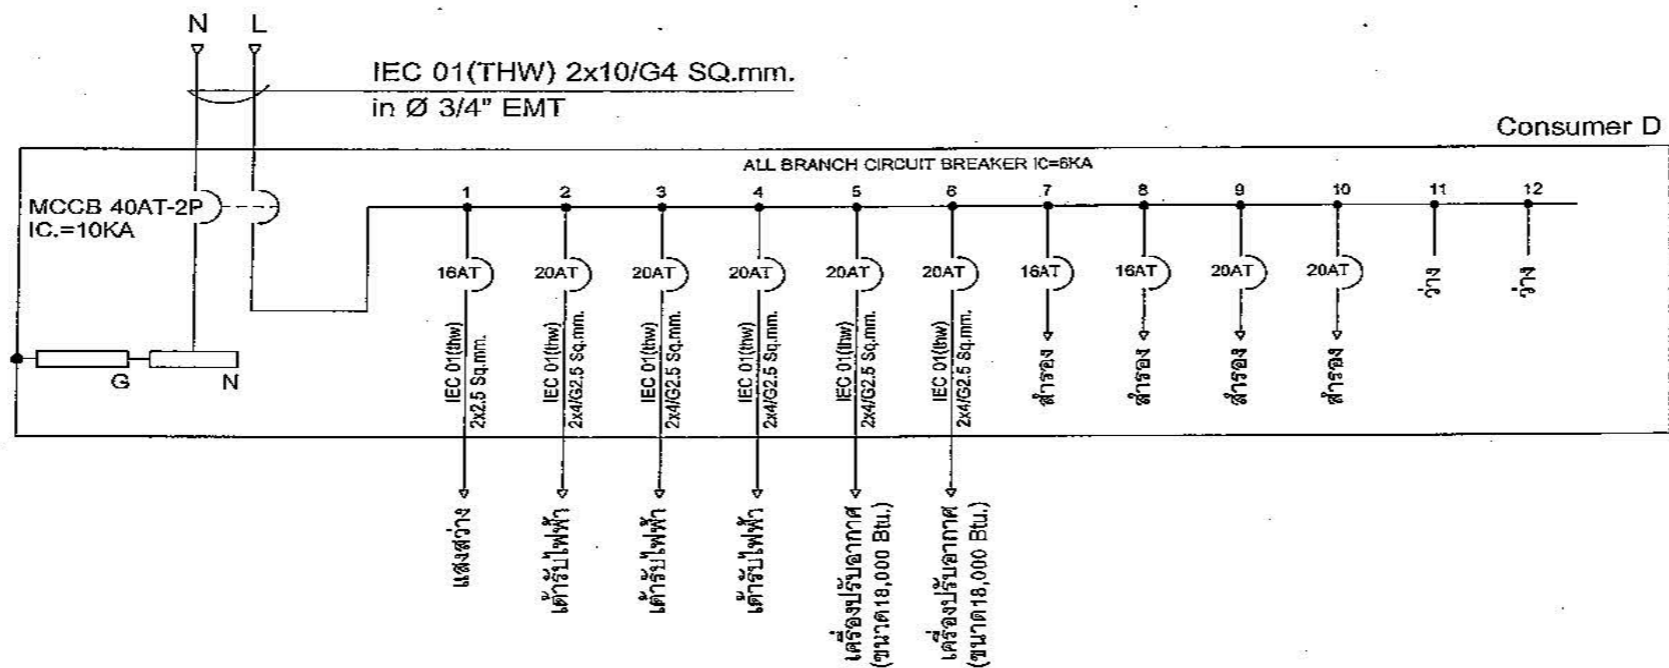 N L
IEC 01(THW) 2x10/G4 SQ.mm.
in Ø 3/4" EMT
Consumer D
ALL BRANCH CIRCUIT BREAKER IC=6KA
1 2 3 4 5 6 7 8 9 10 11 12
MCCB 40AT-2P
IC.=10KA
16AT 20AT 20AT 20AT 20AT 20AT 16AT 16AT 20AT 20AT
ว่าง
ว่าง
G N
IEC 01(thw)
2x2.5 Sq.mm.
IEC 01(thw)
2x4/G2.5 Sq.mm.
IEC 01(thw)
2x4/G2.5 Sq.mm.
IEC 01(thw)
2x4/G2.5 Sq.mm.
IEC 01(thw)
2x4/G2.5 Sq.mm.
IEC 01(thw)
2x4/G2.5 Sq.mm.
สำรอง
สำรอง
สำรอง
สำรอง
แสงสว่าง
เต้ารับไฟฟ้า
เต้ารับไฟฟ้า
เต้ารับไฟฟ้า
เครื่องปรับอากาศ
(ขนาด18,000 Btu.)
เครื่องปรับอากาศ
(ขนาด18,000 Btu.)